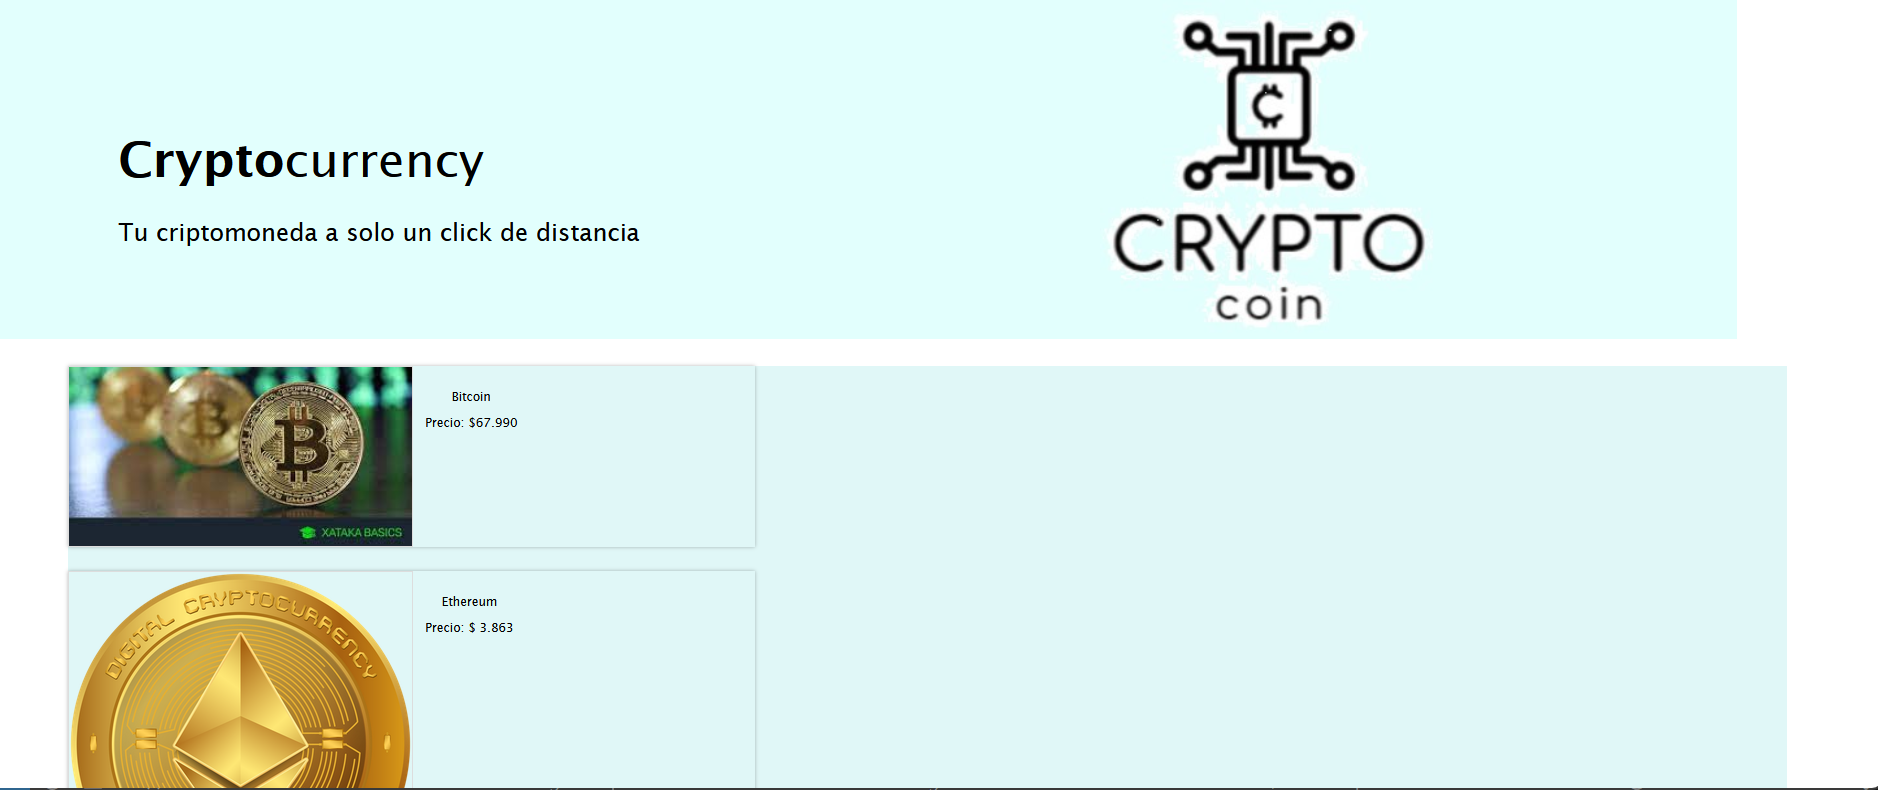 Cryptocurrency
Tu criptomoneda a solo un click de distancia
CRYPTO
coin
Bitcoin
Precio: $67.990
XATAKA BASICS
DIGITAL CRYPTOCURRENCY
Ethereum
Precio: $ 3.863